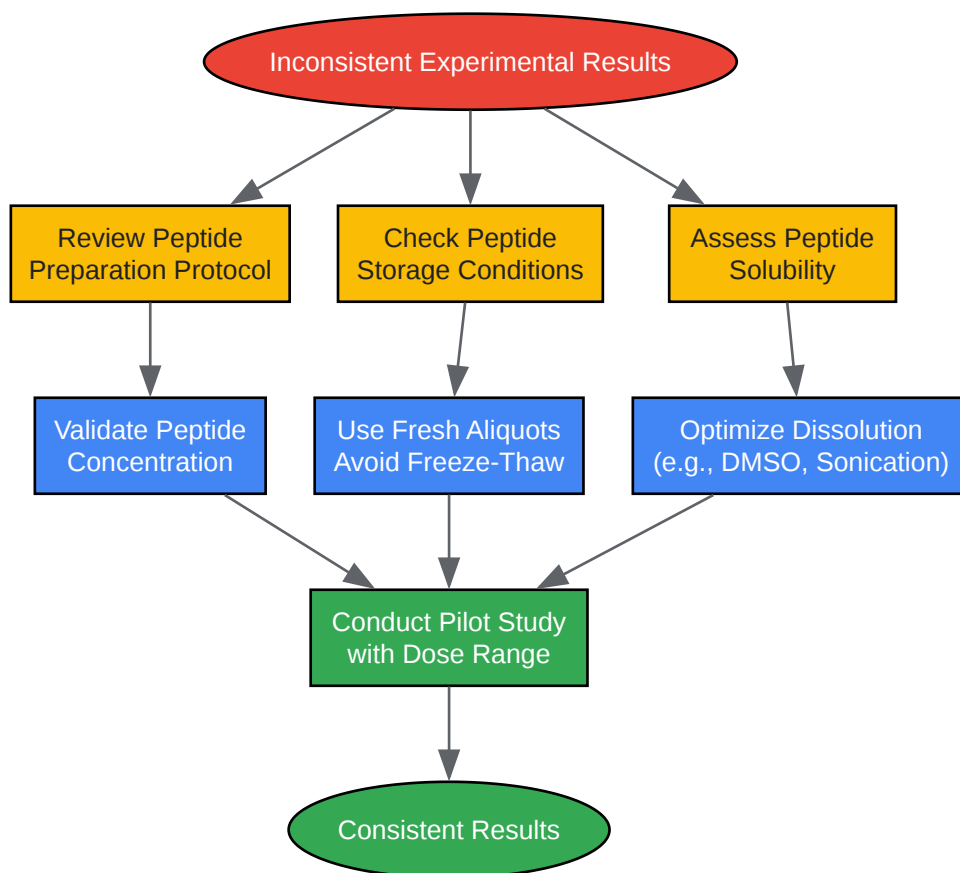 Inconsistent Experimental Results
Review Peptide
Preparation Protocol
Check Peptide
Storage Conditions
Assess Peptide
Solubility
Validate Peptide
Concentration
Use Fresh Aliquots
Avoid Freeze-Thaw
Optimize Dissolution
(e.g., DMSO, Sonication)
Conduct Pilot Study
with Dose Range
Consistent Results